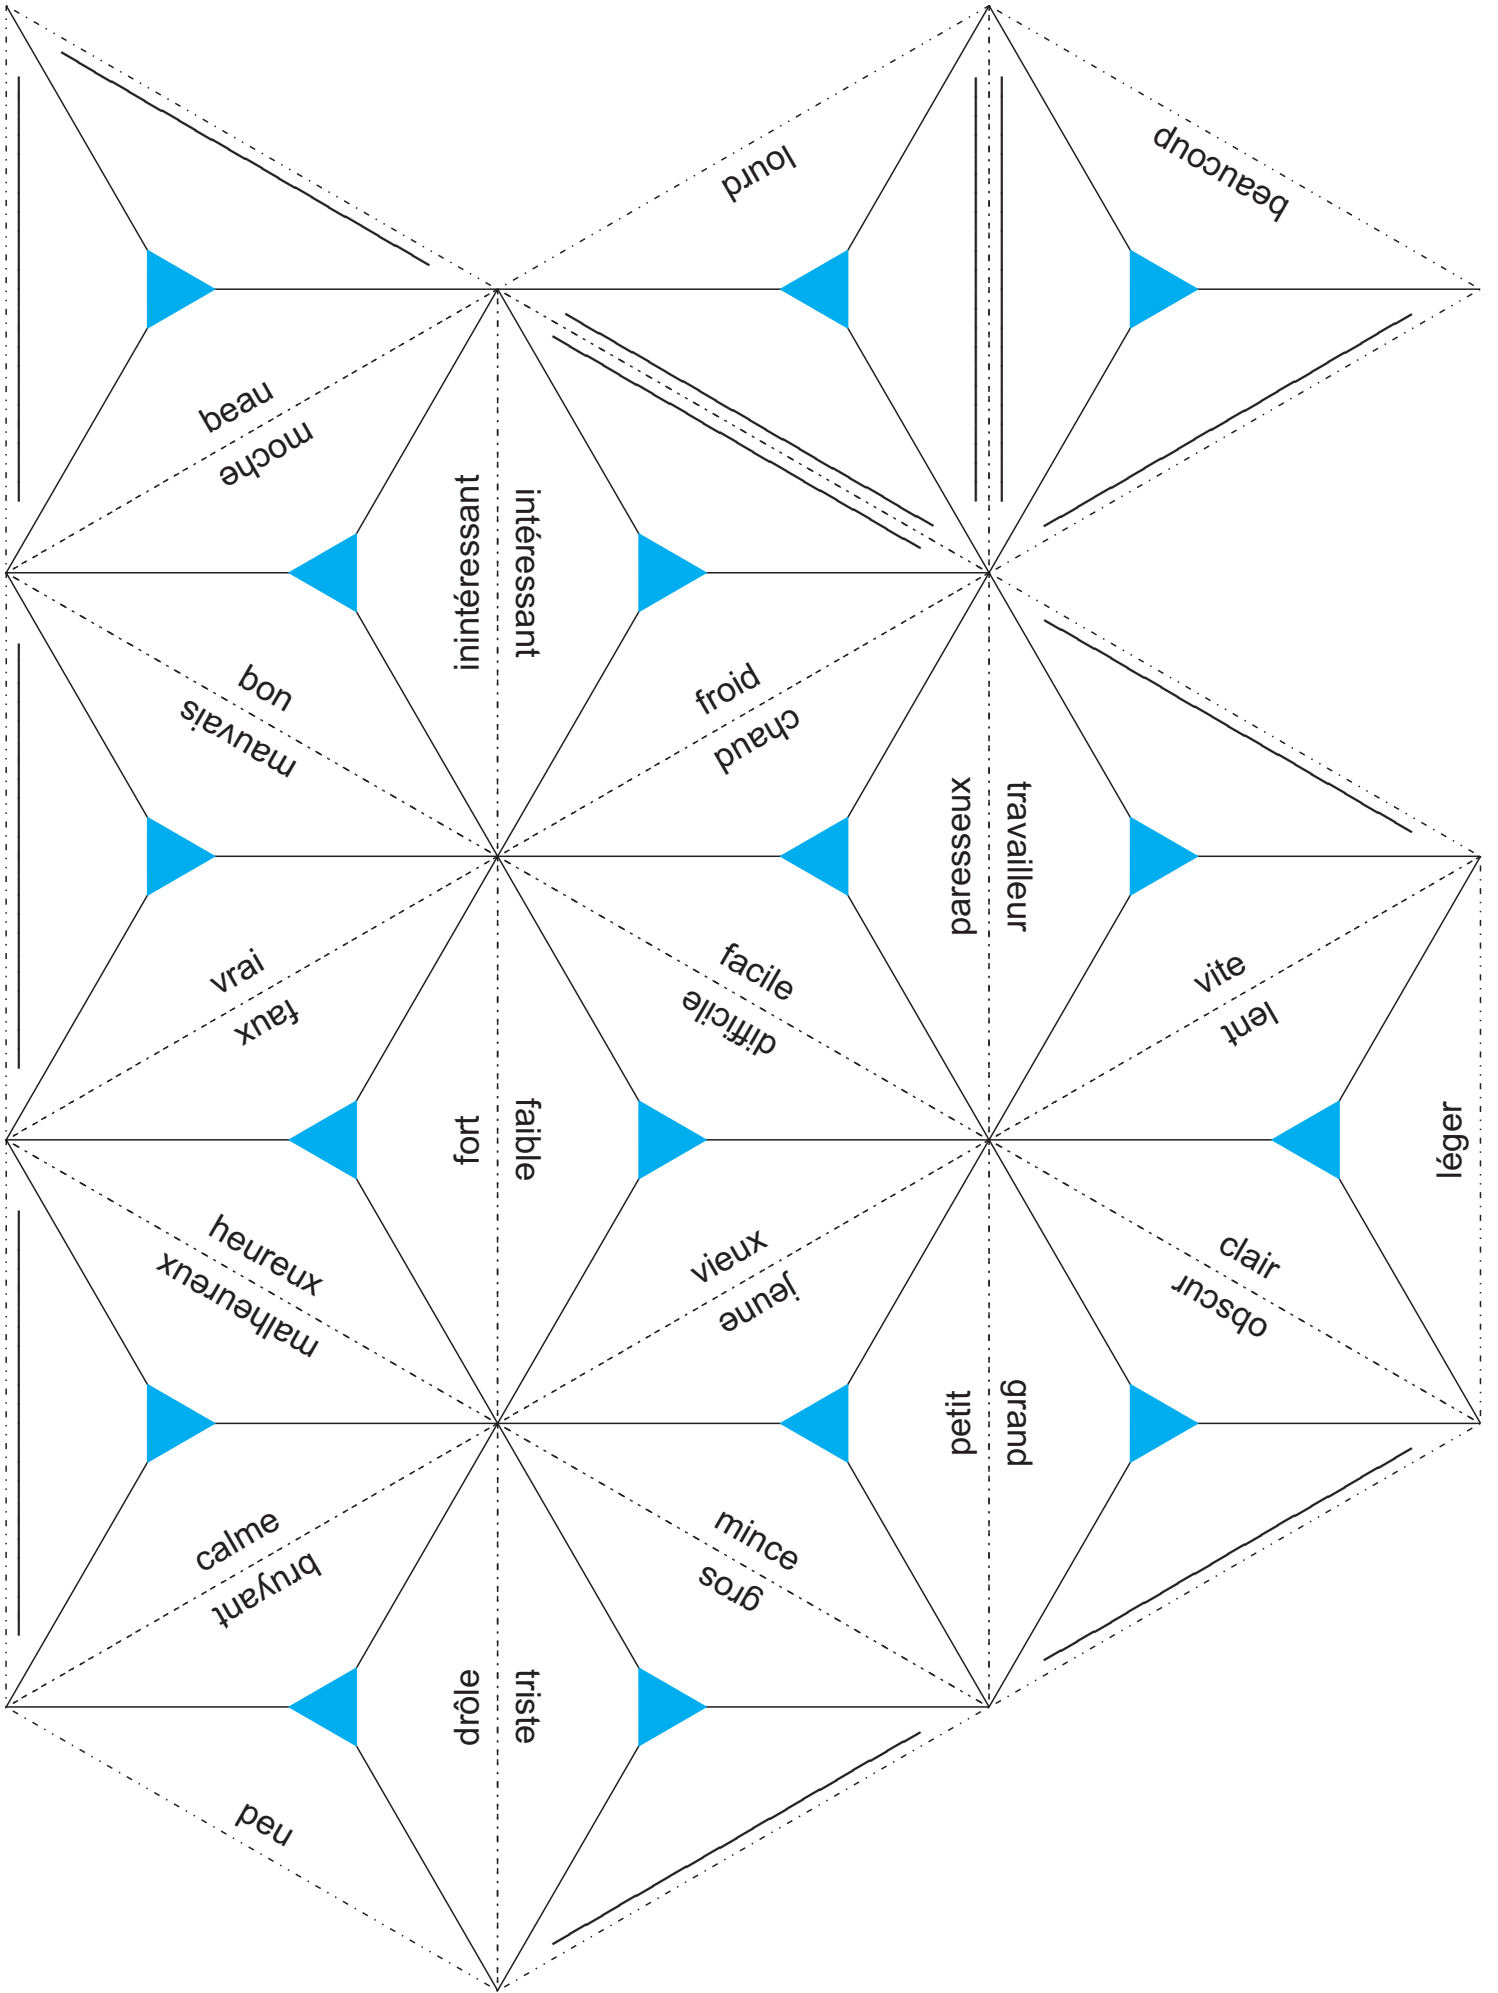 beaucoup
lourd
beau
moche
inintéressant
intéressant
bon
mauvais
froid
chaud
paresseux
travailleur
vrai
faux
facile
difficile
vite
lent
fort
faible
léger
heureux
malheureux
vieux
jeune
clair
obscur
petit
grand
calme
bruyant
mince
gros
drôle
triste
peu